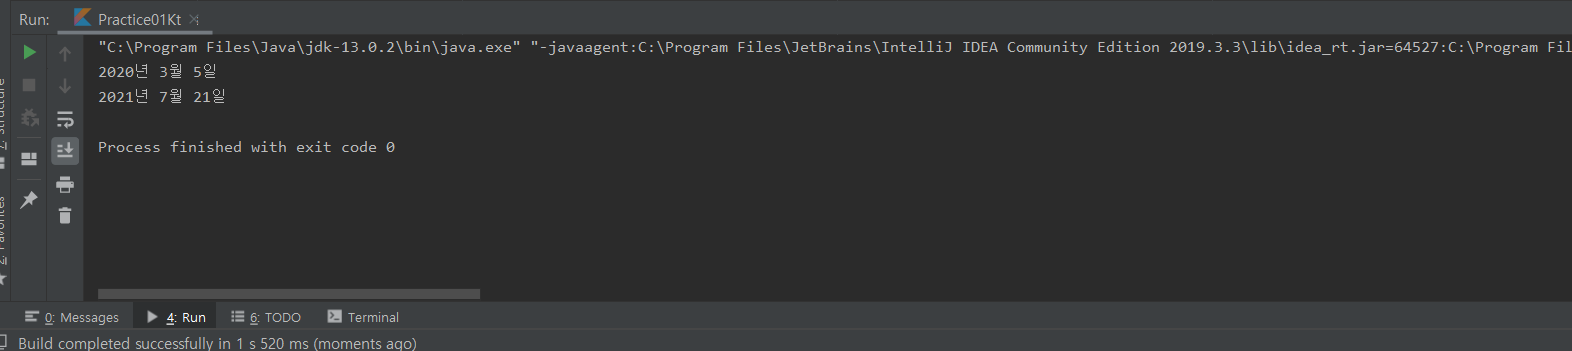 Run: Practice01Kt
"C:\Program Files\Java\jdk-13.0.2\bin\java.exe" "-javaagent:C:\Program Files\JetBrains\IntelliJ IDEA Community Edition 2019.3.3\lib\idea_rt.jar=64527:C:\Program Fil
2020년 3월 5일
2021년 7월 21일
Process finished with exit code 0
Z: Structure
2: Favorites
0: Messages 4: Run 6: TODO Terminal
Build completed successfully in 1 s 520 ms (moments ago)